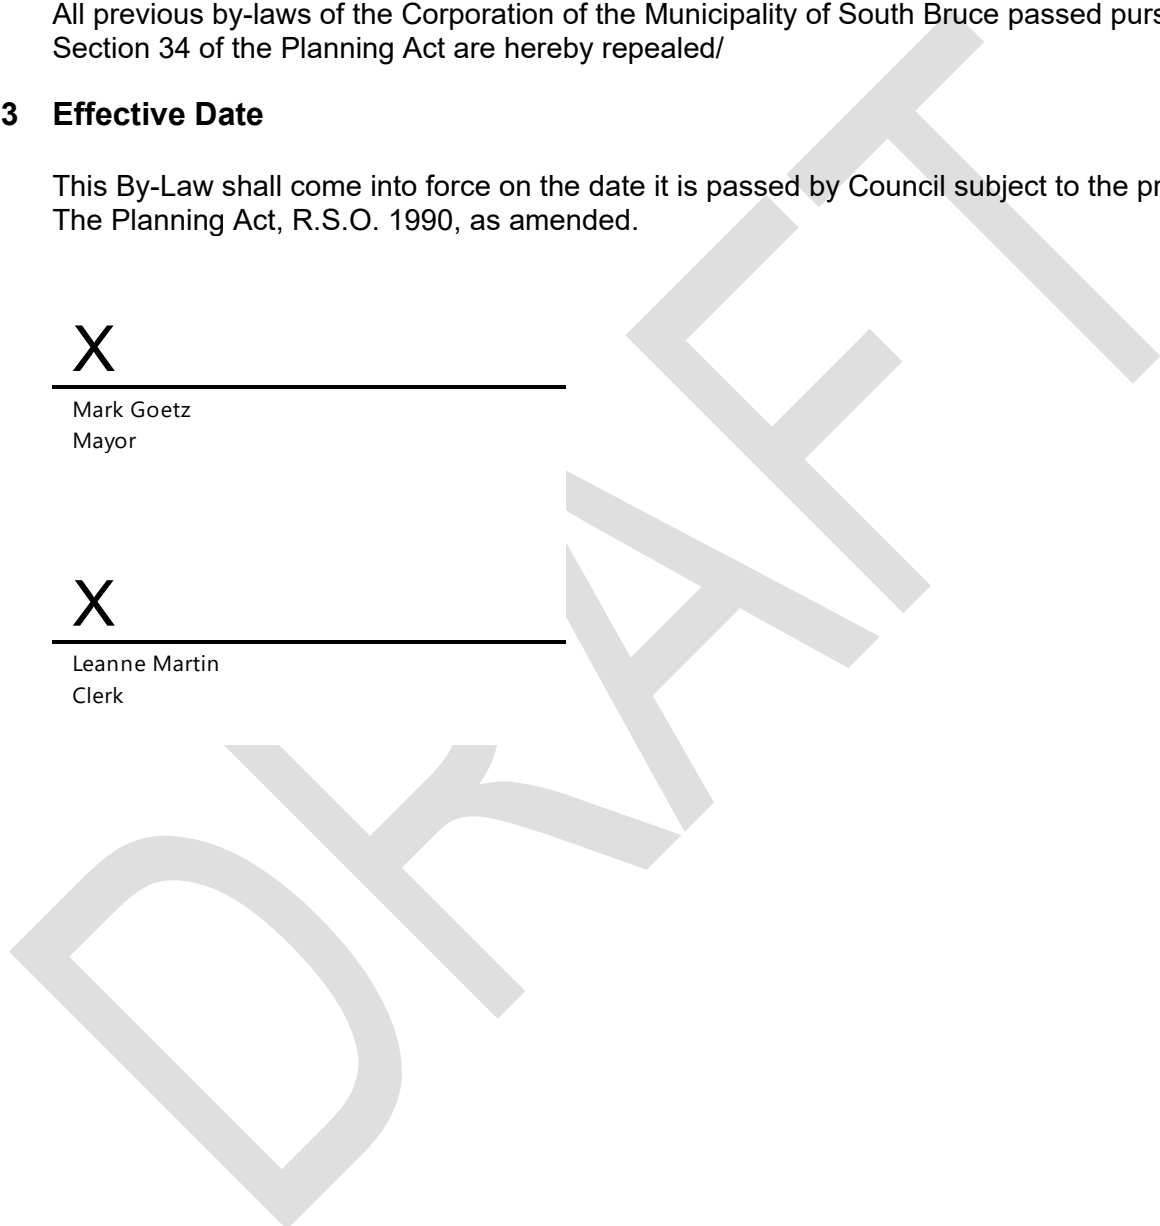 All previous by-laws of the Corporation of the Municipality of South Bruce passed
Section 34 of the Planning Act are hereby repealed/
3 Effective Date
This By-Law shall come into force on the date it is passed by Council subject to the
The Planning Act, R.S.O. 1990, as amended.
X
Mark Goetz
Mayor
X
Leanne Martin
Clerk
DRAFT